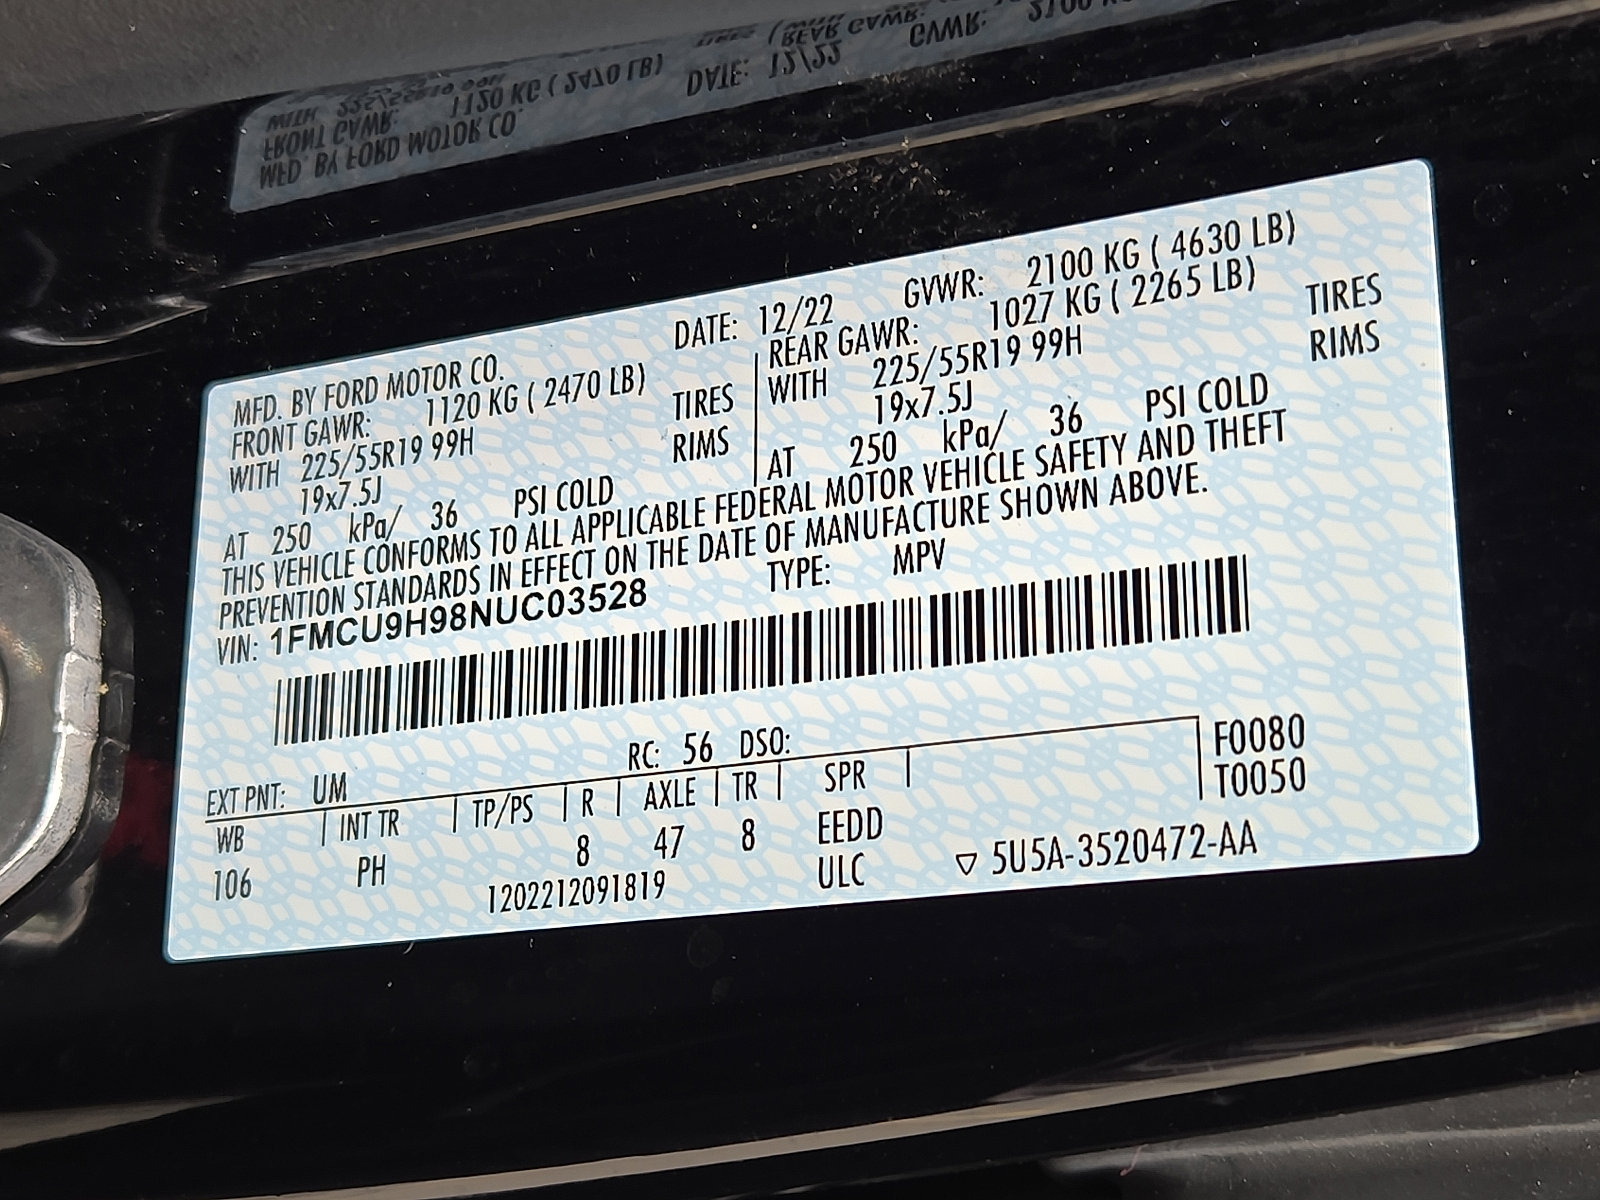 MFD. BY FORD MOTOR CO. DATE: 12/22 GVWR: 2100 KG ( 4630 LB)
FRONT GAWR: 1120 KG ( 2470 LB) REAR GAWR: 1027 KG ( 2265 LB)
WITH 225/55R19 99H TIRES WITH 225/55R19 99H TIRES
19x7.5J RIMS 19x7.5J RIMS
AT 250 kPa/ 36 PSI COLD AT 250 kPa/ 36 PSI COLD
THIS VEHICLE CONFORMS TO ALL APPLICABLE FEDERAL MOTOR VEHICLE SAFETY AND THEFT
PREVENTION STANDARDS IN EFFECT ON THE DATE OF MANUFACTURE SHOWN ABOVE.
VIN: 1FMCU9H98NUC03528 TYPE: MPV
EXT PNT: UM RC: 56 DSO: F0080
WB INT TR TP/PS R AXLE TR SPR T0050
106 PH 8 47 8 EEDD
1202212091819 ULC ▽ 5U5A-3520472-AA